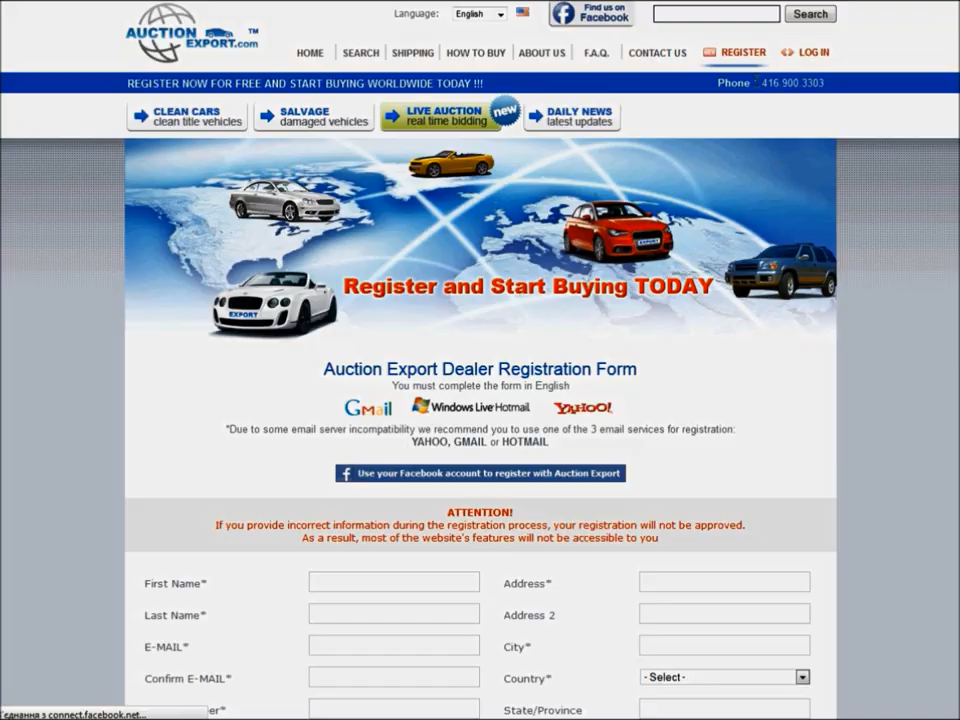 Language: English
Find us on
Facebook
Search
AUCTION
EXPORT.com
TM
HOME SEARCH SHIPPING HOW TO BUY ABOUT US F.A.Q. CONTACT US REGISTER LOG IN
REGISTER NOW FOR FREE AND START BUYING WORLDWIDE TODAY !!!
Phone 416 900 3303
CLEAN CARS
clean title vehicles
SALVAGE
damaged vehicles
LIVE AUCTION
real time bidding
new
DAILY NEWS
latest updates
EXPORT
Register and Start Buying TODAY
EXPORT
Auction Export Dealer Registration Form
You must complete the form in English
Gmail Windows Live Hotmail YAHOO!
*Due to some email server incompatibility we recommend you to use one of the 3 email services for registration:
YAHOO, GMAIL or HOTMAIL
f Use your Facebook account to register with Auction Export
ATTENTION!
If you provide incorrect information during the registration process, your registration will not be approved.
As a result, most of the website's features will not be accessible to you
First Name* Address*
Last Name* Address 2
E-MAIL* City*
Confirm E-MAIL* Country* - Select -
State/Province
єднання з connect.facebook.net...